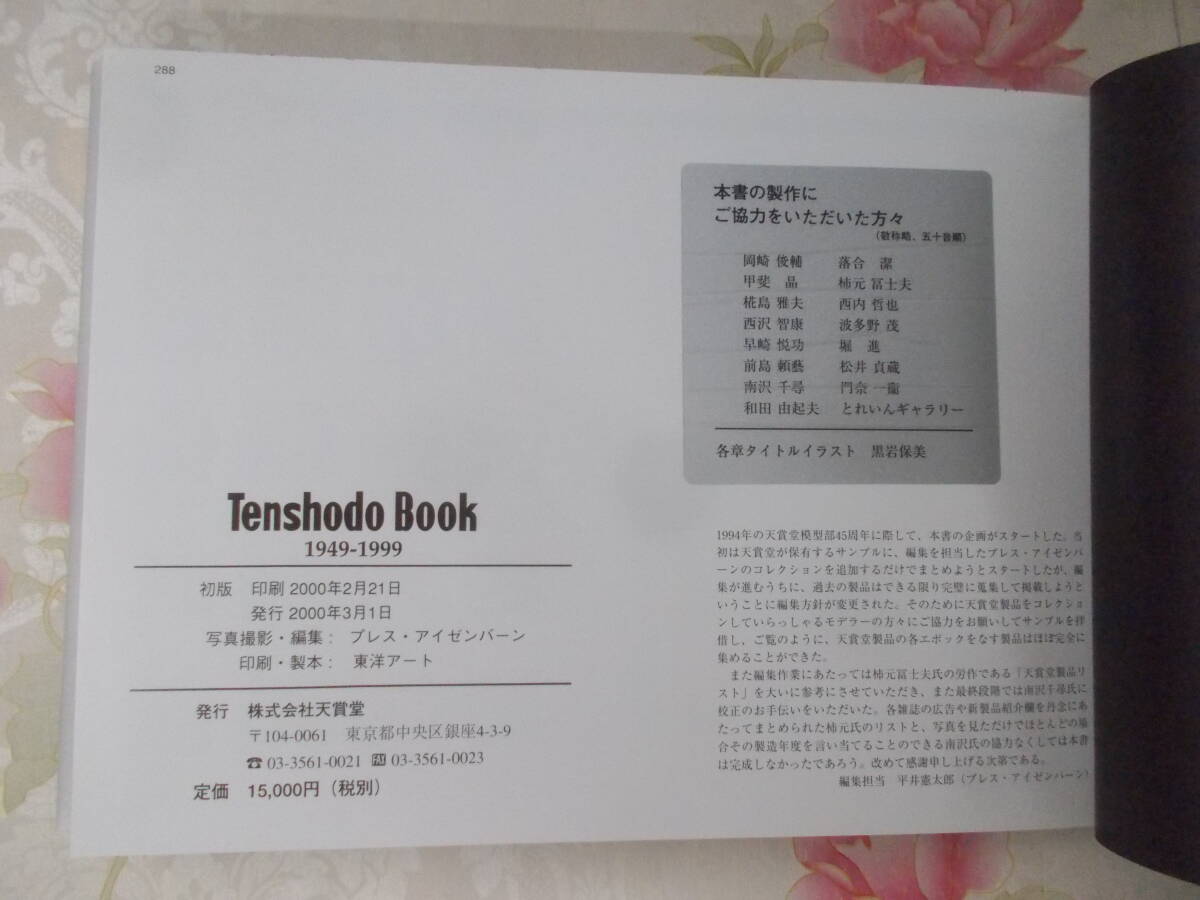 288
本書の製作に
ご協力をいただいた方々
(敬称略、五十音順)
岡崎 俊輔　落合　潔
甲斐　晶　柿元 冨士夫
椛島 雅夫　西内 哲也
西沢 智康　波多野 茂
早崎 悦功　堀　進
前島 頼藝　松井 貞蔵
南沢 千尋　門奈 一龍
和田 由起夫　とれいんギャラリー
各章タイトルイラスト　黒岩保美
Tenshodo Book
1949-1999
初版　印刷 2000年2月21日
発行 2000年3月1日
写真撮影・編集：　プレス・アイゼンバーン
印刷・製本：　東洋アート
発行　株式会社天賞堂
〒104-0061　東京都中央区銀座4-3-9
☎ 03-3561-0021 FAX 03-3561-0023
定価　15,000円（税別）
1994年の天賞堂模型部45周年に際して、本書の企画がスタートした。当
初は天賞堂が保有するサンプルに、編集を担当したプレス・アイゼンバ
ーンのコレクションを追加するだけでまとめようとスタートしたが、編
集が進むうちに、過去の製品はできる限り完璧に蒐集して掲載しようと
いうことに編集方針が変更された。そのために天賞堂製品をコレクショ
ンしていらっしゃるモデラーの方々にご協力をお願いしてサンプルを拝
借し、ご覧のように、天賞堂製品の各エポックをなす製品はほぼ完全に
集めることができた。
また編集作業にあたっては柿元冨士夫氏の労作である「天賞堂製品リ
スト」を大いに参考にさせていただき、また最終段階では南沢千尋氏に
校正のお手伝いをいただいた。各雑誌の広告や新製品紹介欄を丹念にあ
たってまとめられた柿元氏のリストと、写真を見ただけでほとんどの場
合その製造年度を言い当てることのできる南沢氏の協力なくしては本書
は完成しなかったであろう。改めて感謝申し上げる次第である。
編集担当　平井憲太郎（プレス・アイゼンバーン）